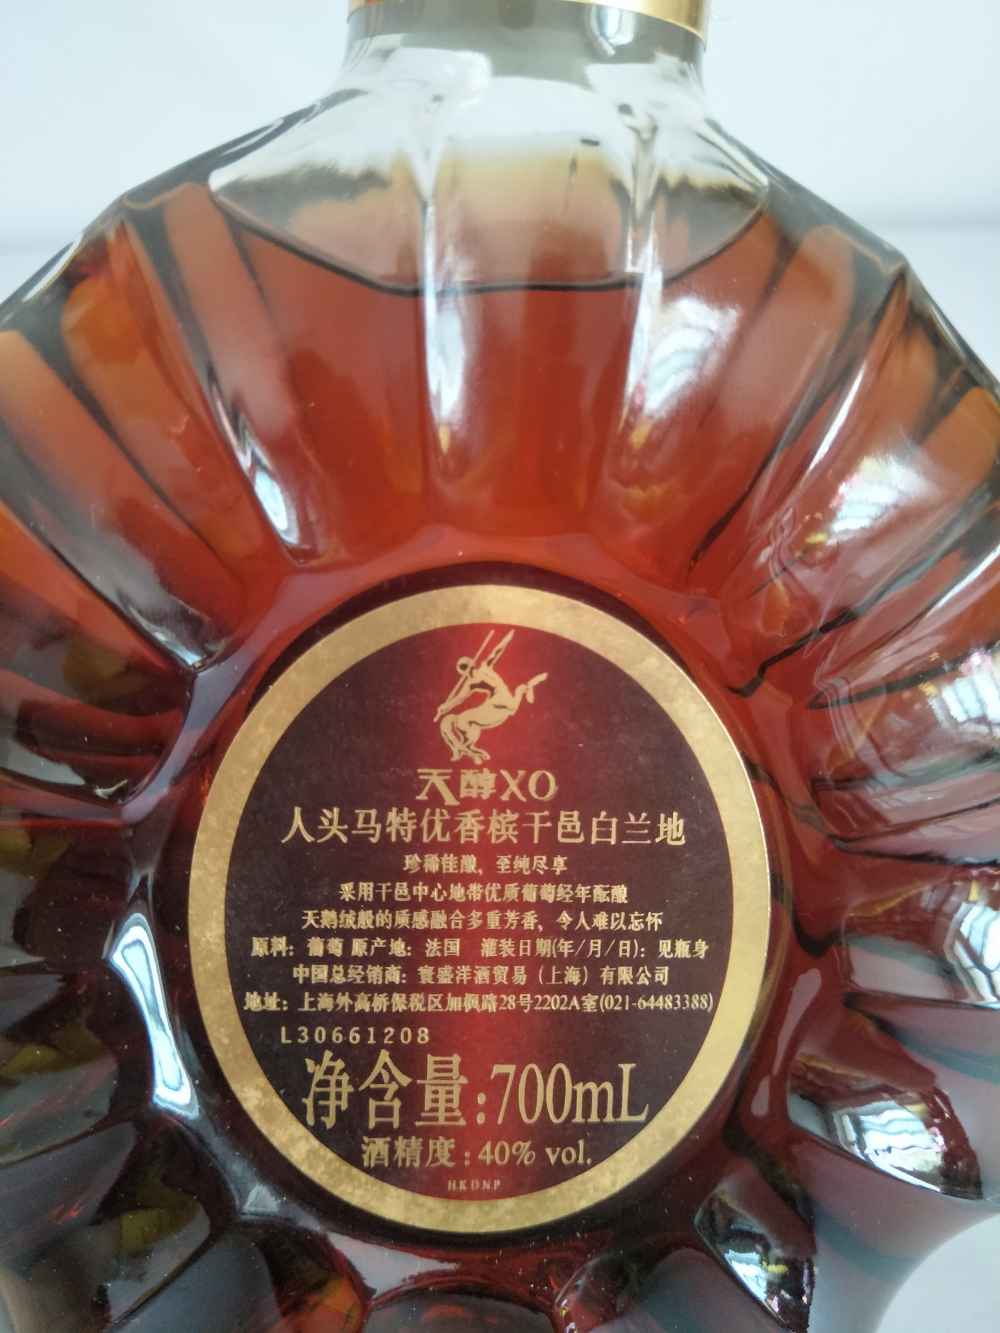 天醇XO
人头马特优香槟干邑白兰地
珍稀佳酿，至纯尽享
采用干邑中心地带优质葡萄经年酝酿
天鹅绒般的质感融合多重芳香，令人难以忘怀
原料：葡萄 原产地：法国 灌装日期(年/月/日)：见瓶身
中国总经销商：寰盛洋酒贸易（上海）有限公司
地址：上海外高桥保税区加枫路28号2202A室(021-64483388)
L30661208
净含量:700mL
酒精度:40% vol.
H.K D.N.P